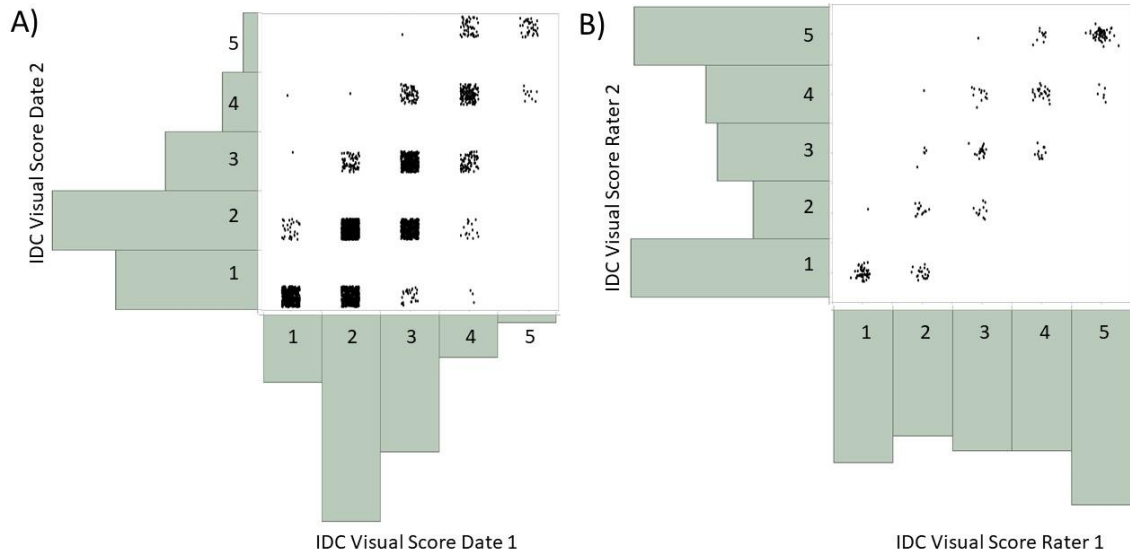 A)
IDC Visual Score Date 2
5
4
3
2
1
1 2 3 4 5
IDC Visual Score Date 1
B)
IDC Visual Score Rater 2
5
4
3
2
1
1 2 3 4 5
IDC Visual Score Rater 1